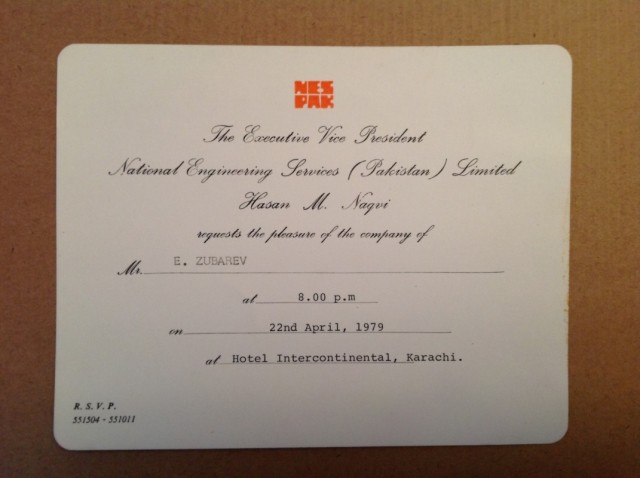 NES
PAK
The Executive Vice President
National Engineering Services (Pakistan) Limited
Hasan M. Naqvi
requests the pleasure of the company of
Mr. E. ZUBAREV
at 8.00 p.m
on 22nd April, 1979
at Hotel Intercontinental, Karachi.
R. S. V. P.
551504 - 551011